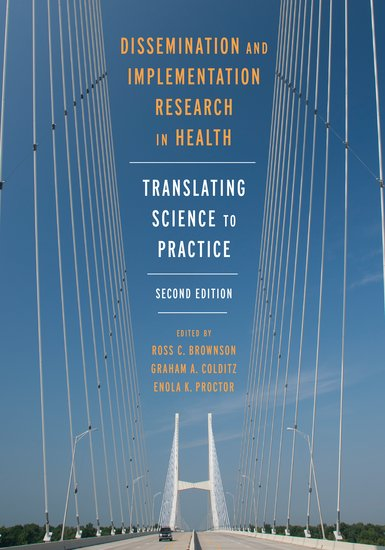 DISSEMINATION AND
IMPLEMENTATION
RESEARCH
IN HEALTH
TRANSLATING
SCIENCE TO
PRACTICE
SECOND EDITION
EDITED BY
ROSS C. BROWNSON
GRAHAM A. COLDITZ
ENOLA K. PROCTOR